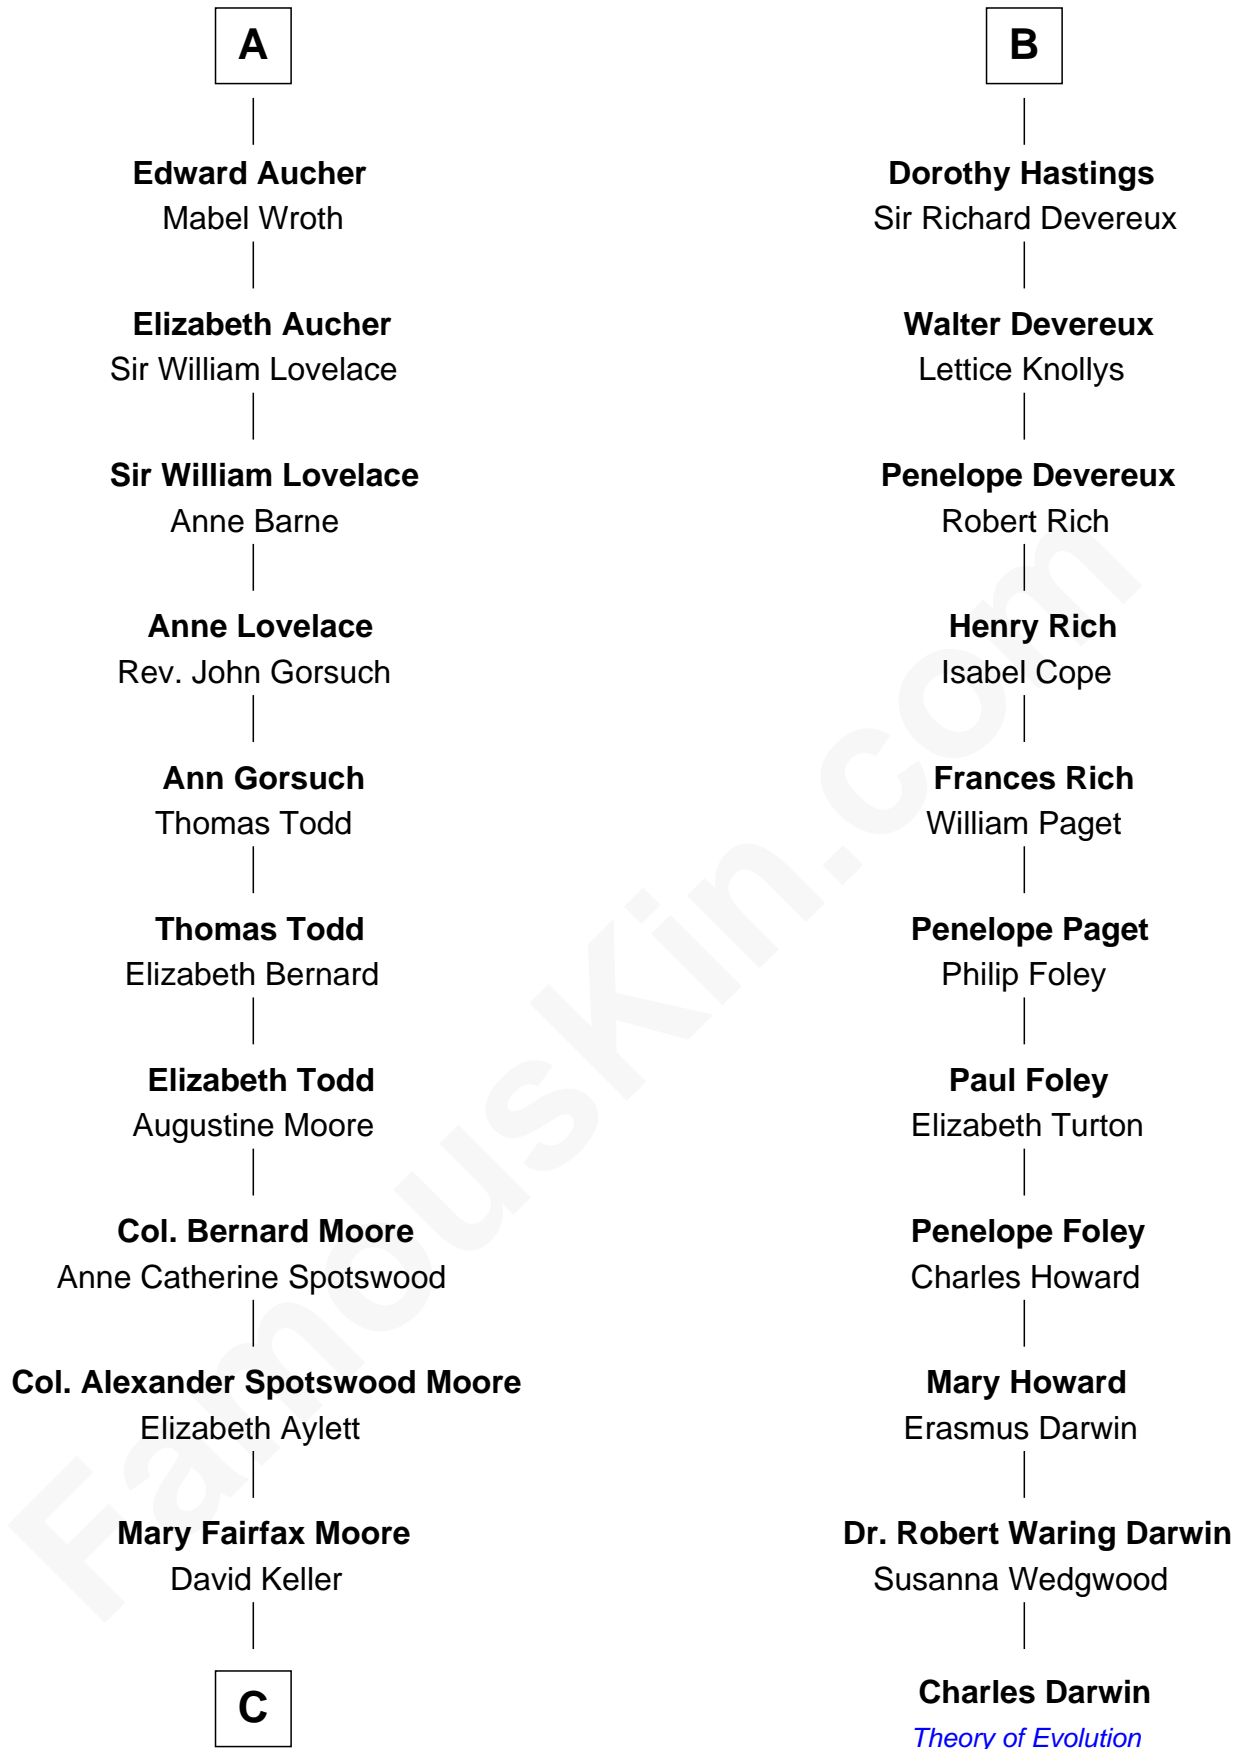 A
Edward Aucher
Mabel Wroth
Elizabeth Aucher
Sir William Lovelace
Sir William Lovelace
Anne Barne
Anne Lovelace
Rev. John Gorsuch
Ann Gorsuch
Thomas Todd
Thomas Todd
Elizabeth Bernard
Elizabeth Todd
Augustine Moore
Col. Bernard Moore
Anne Catherine Spotswood
Col. Alexander Spotswood Moore
Elizabeth Aylett
Mary Fairfax Moore
David Keller
C
B
Dorothy Hastings
Sir Richard Devereux
Walter Devereux
Lettice Knollys
Penelope Devereux
Robert Rich
Henry Rich
Isabel Cope
Frances Rich
William Paget
Penelope Paget
Philip Foley
Paul Foley
Elizabeth Turton
Penelope Foley
Charles Howard
Mary Howard
Erasmus Darwin
Dr. Robert Waring Darwin
Susanna Wedgwood
Charles Darwin
Theory of Evolution
FamousKin.com